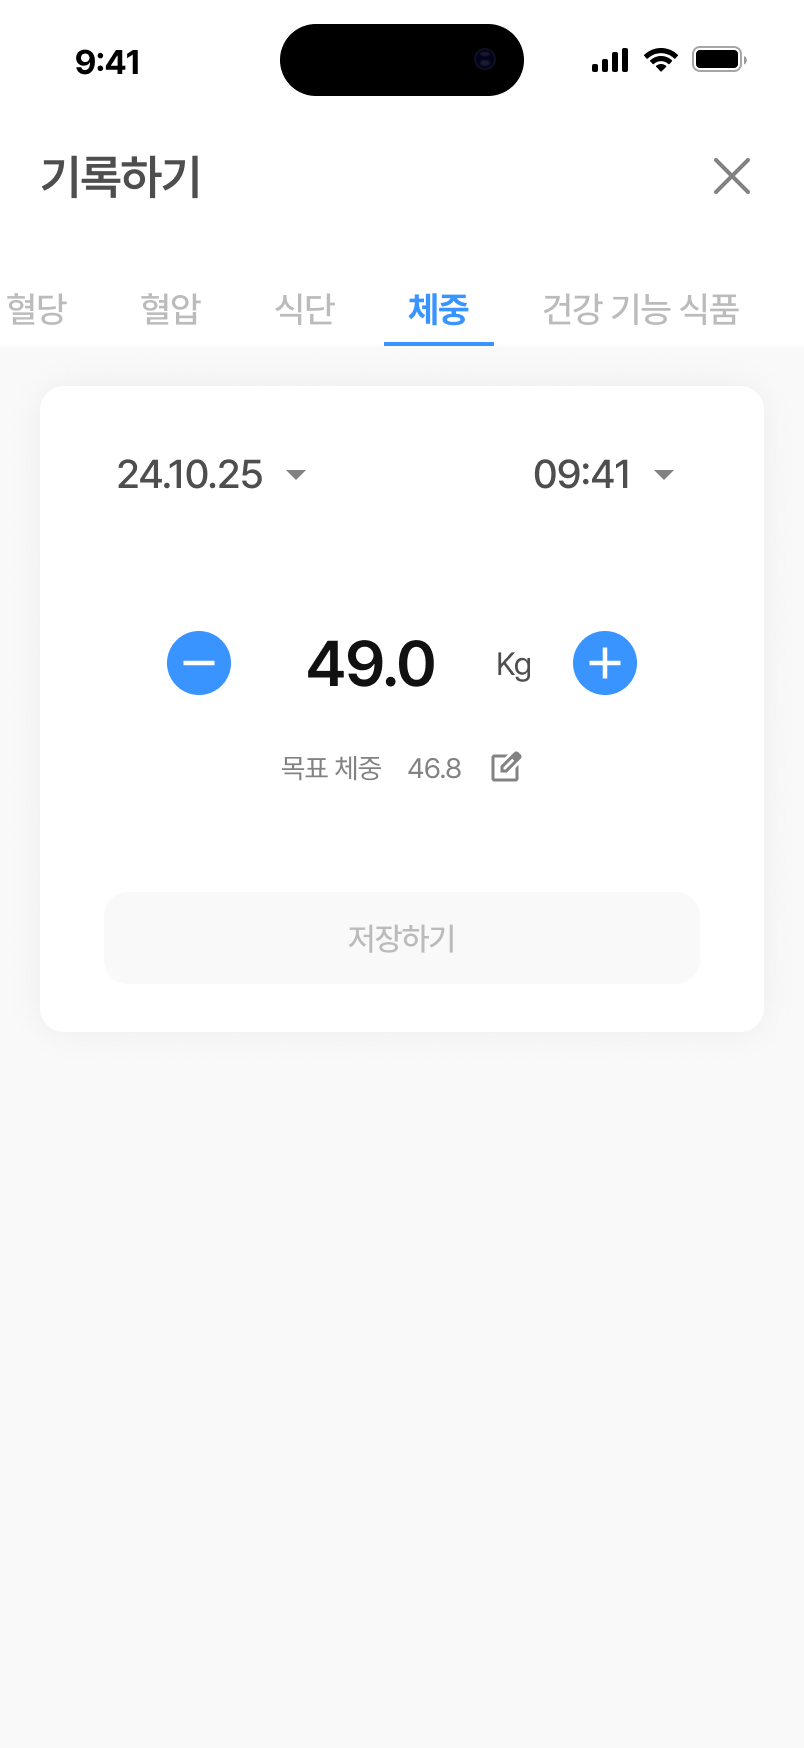 9:41
기록하기
혈당 혈압 식단 체중 건강 기능 식품
24.10.25 09:41
49.0 Kg
목표 체중 46.8
저장하기